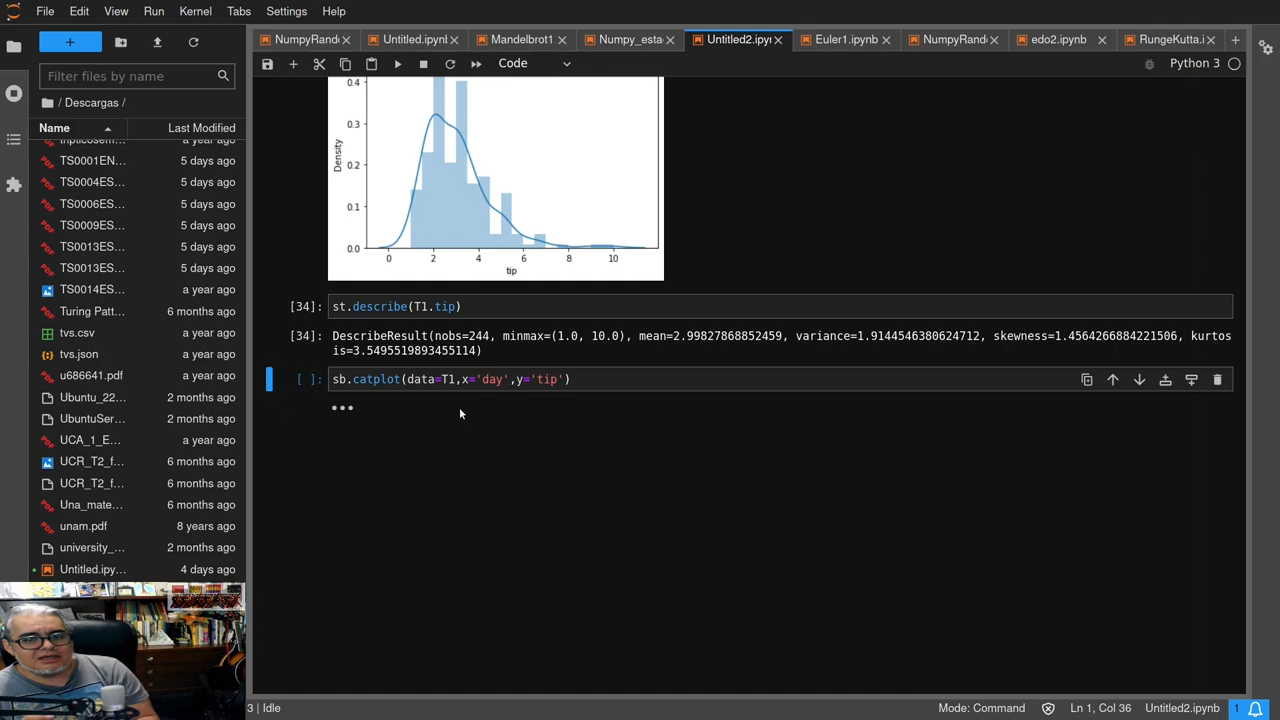 File Edit View Run Kernel Tabs Settings Help
NumpyRand Untitled.ipynb Mandelbrot1. Numpy_esta Untitled2.ipyn Euler1.ipynb NumpyRand edo2.ipynb RungeKutta.i
Filter files by name
Code
Python 3
/ Descargas /
Name Last Modified
a year ago
TS0001EN... 5 days ago
TS0004ES... 5 days ago
TS0006ES... 5 days ago
TS0009ES... 5 days ago
TS0013ES... 5 days ago
TS0013ES... 5 days ago
TS0014ES... a year ago
Turing Patt... 6 months ago
tvs.csv a year ago
tvs.json a year ago
u686641.pdf a year ago
Ubuntu_22... 2 months ago
UbuntuSer... 2 months ago
UCA_1_E... a year ago
UCR_T2_f... 6 months ago
UCR_T2_f... 6 months ago
Una_mate... 6 months ago
unam.pdf 8 years ago
university_... 2 months ago
Untitled.ipy... 4 days ago
0.4
0.3
0.2
0.1
0.0
Density
0 2 4 6 8 10
tip
[34]: st.describe(T1.tip)
[34]: DescribeResult(nobs=244, minmax=(1.0, 10.0), mean=2.99827868852459, variance=1.9144546380624712, skewness=1.4564266884221506, kurtos
is=3.5495519893455114)
[ ]: sb.catplot(data=T1,x='day',y='tip')
3 | Idle
Mode: Command Ln 1, Col 36 Untitled2.ipynb 1